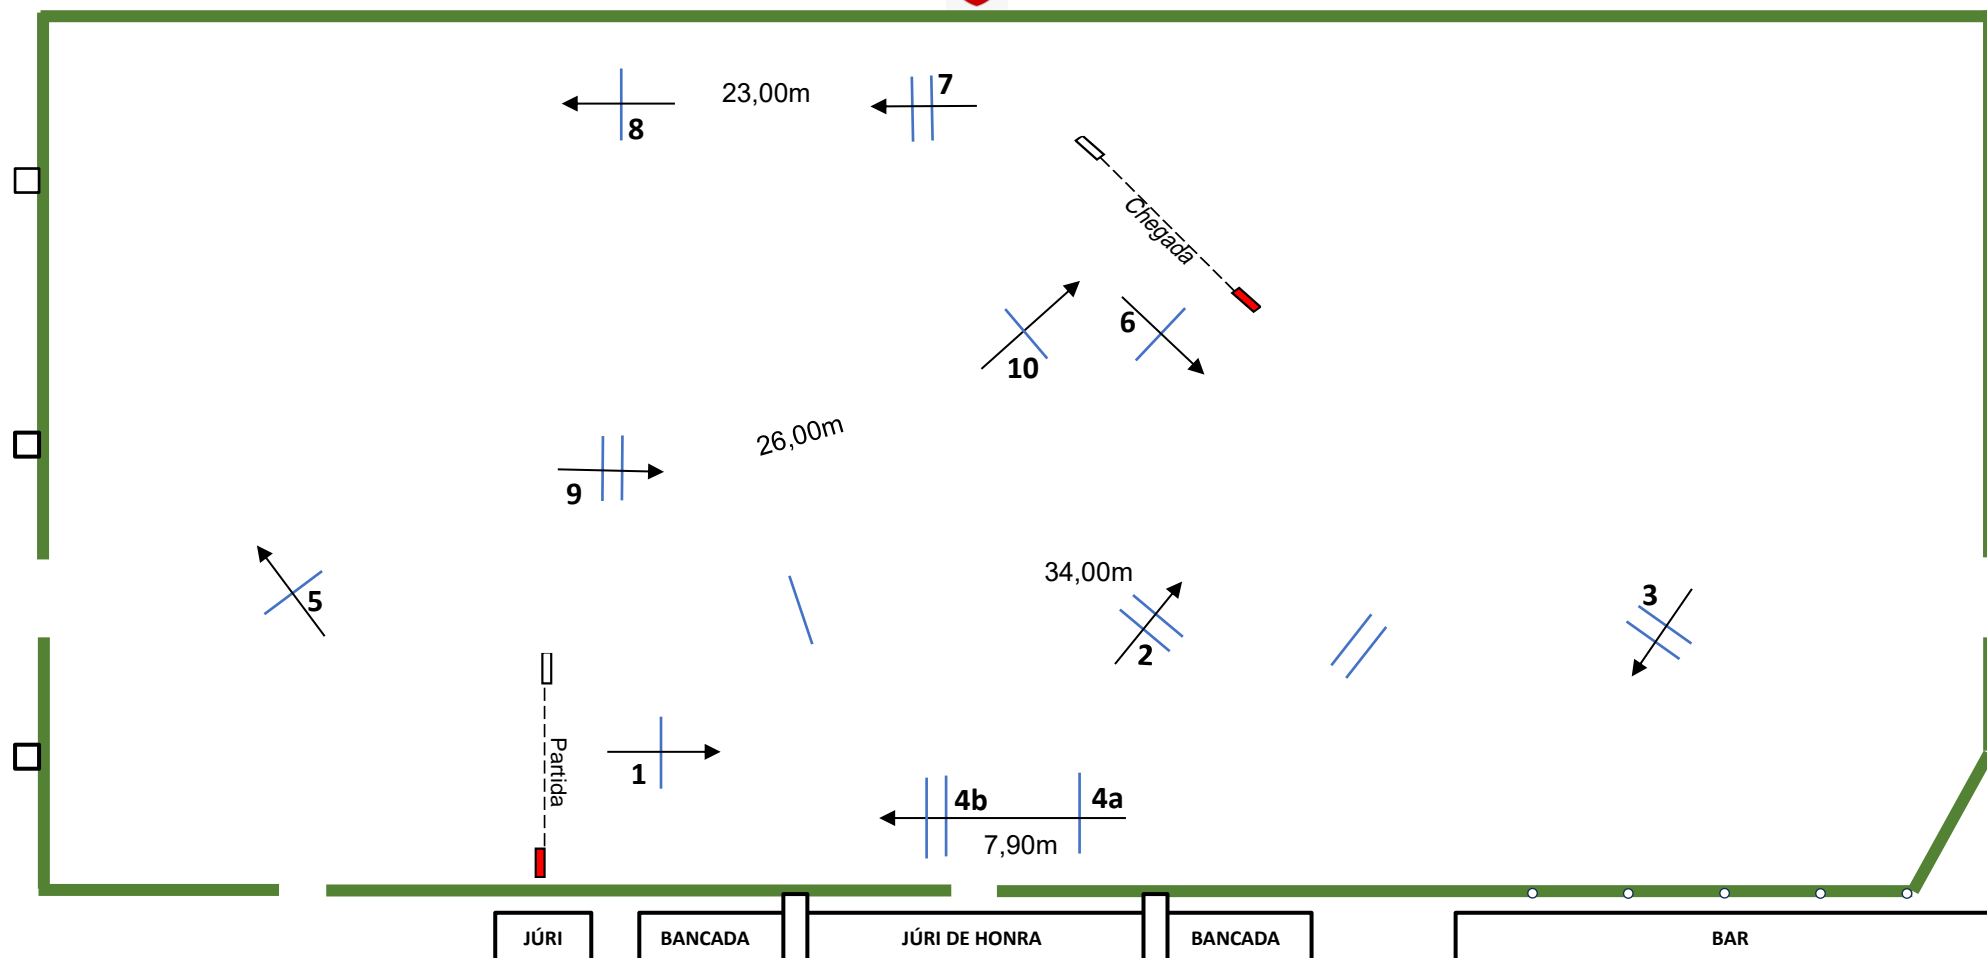 23,00m
7
8
Chegada
6
10
26,00m
9
34,00m
3
5
2
Partida
1
4b
4a
7,90m
JÚRI
BANCADA
JÚRI DE HONRA
BANCADA
BAR